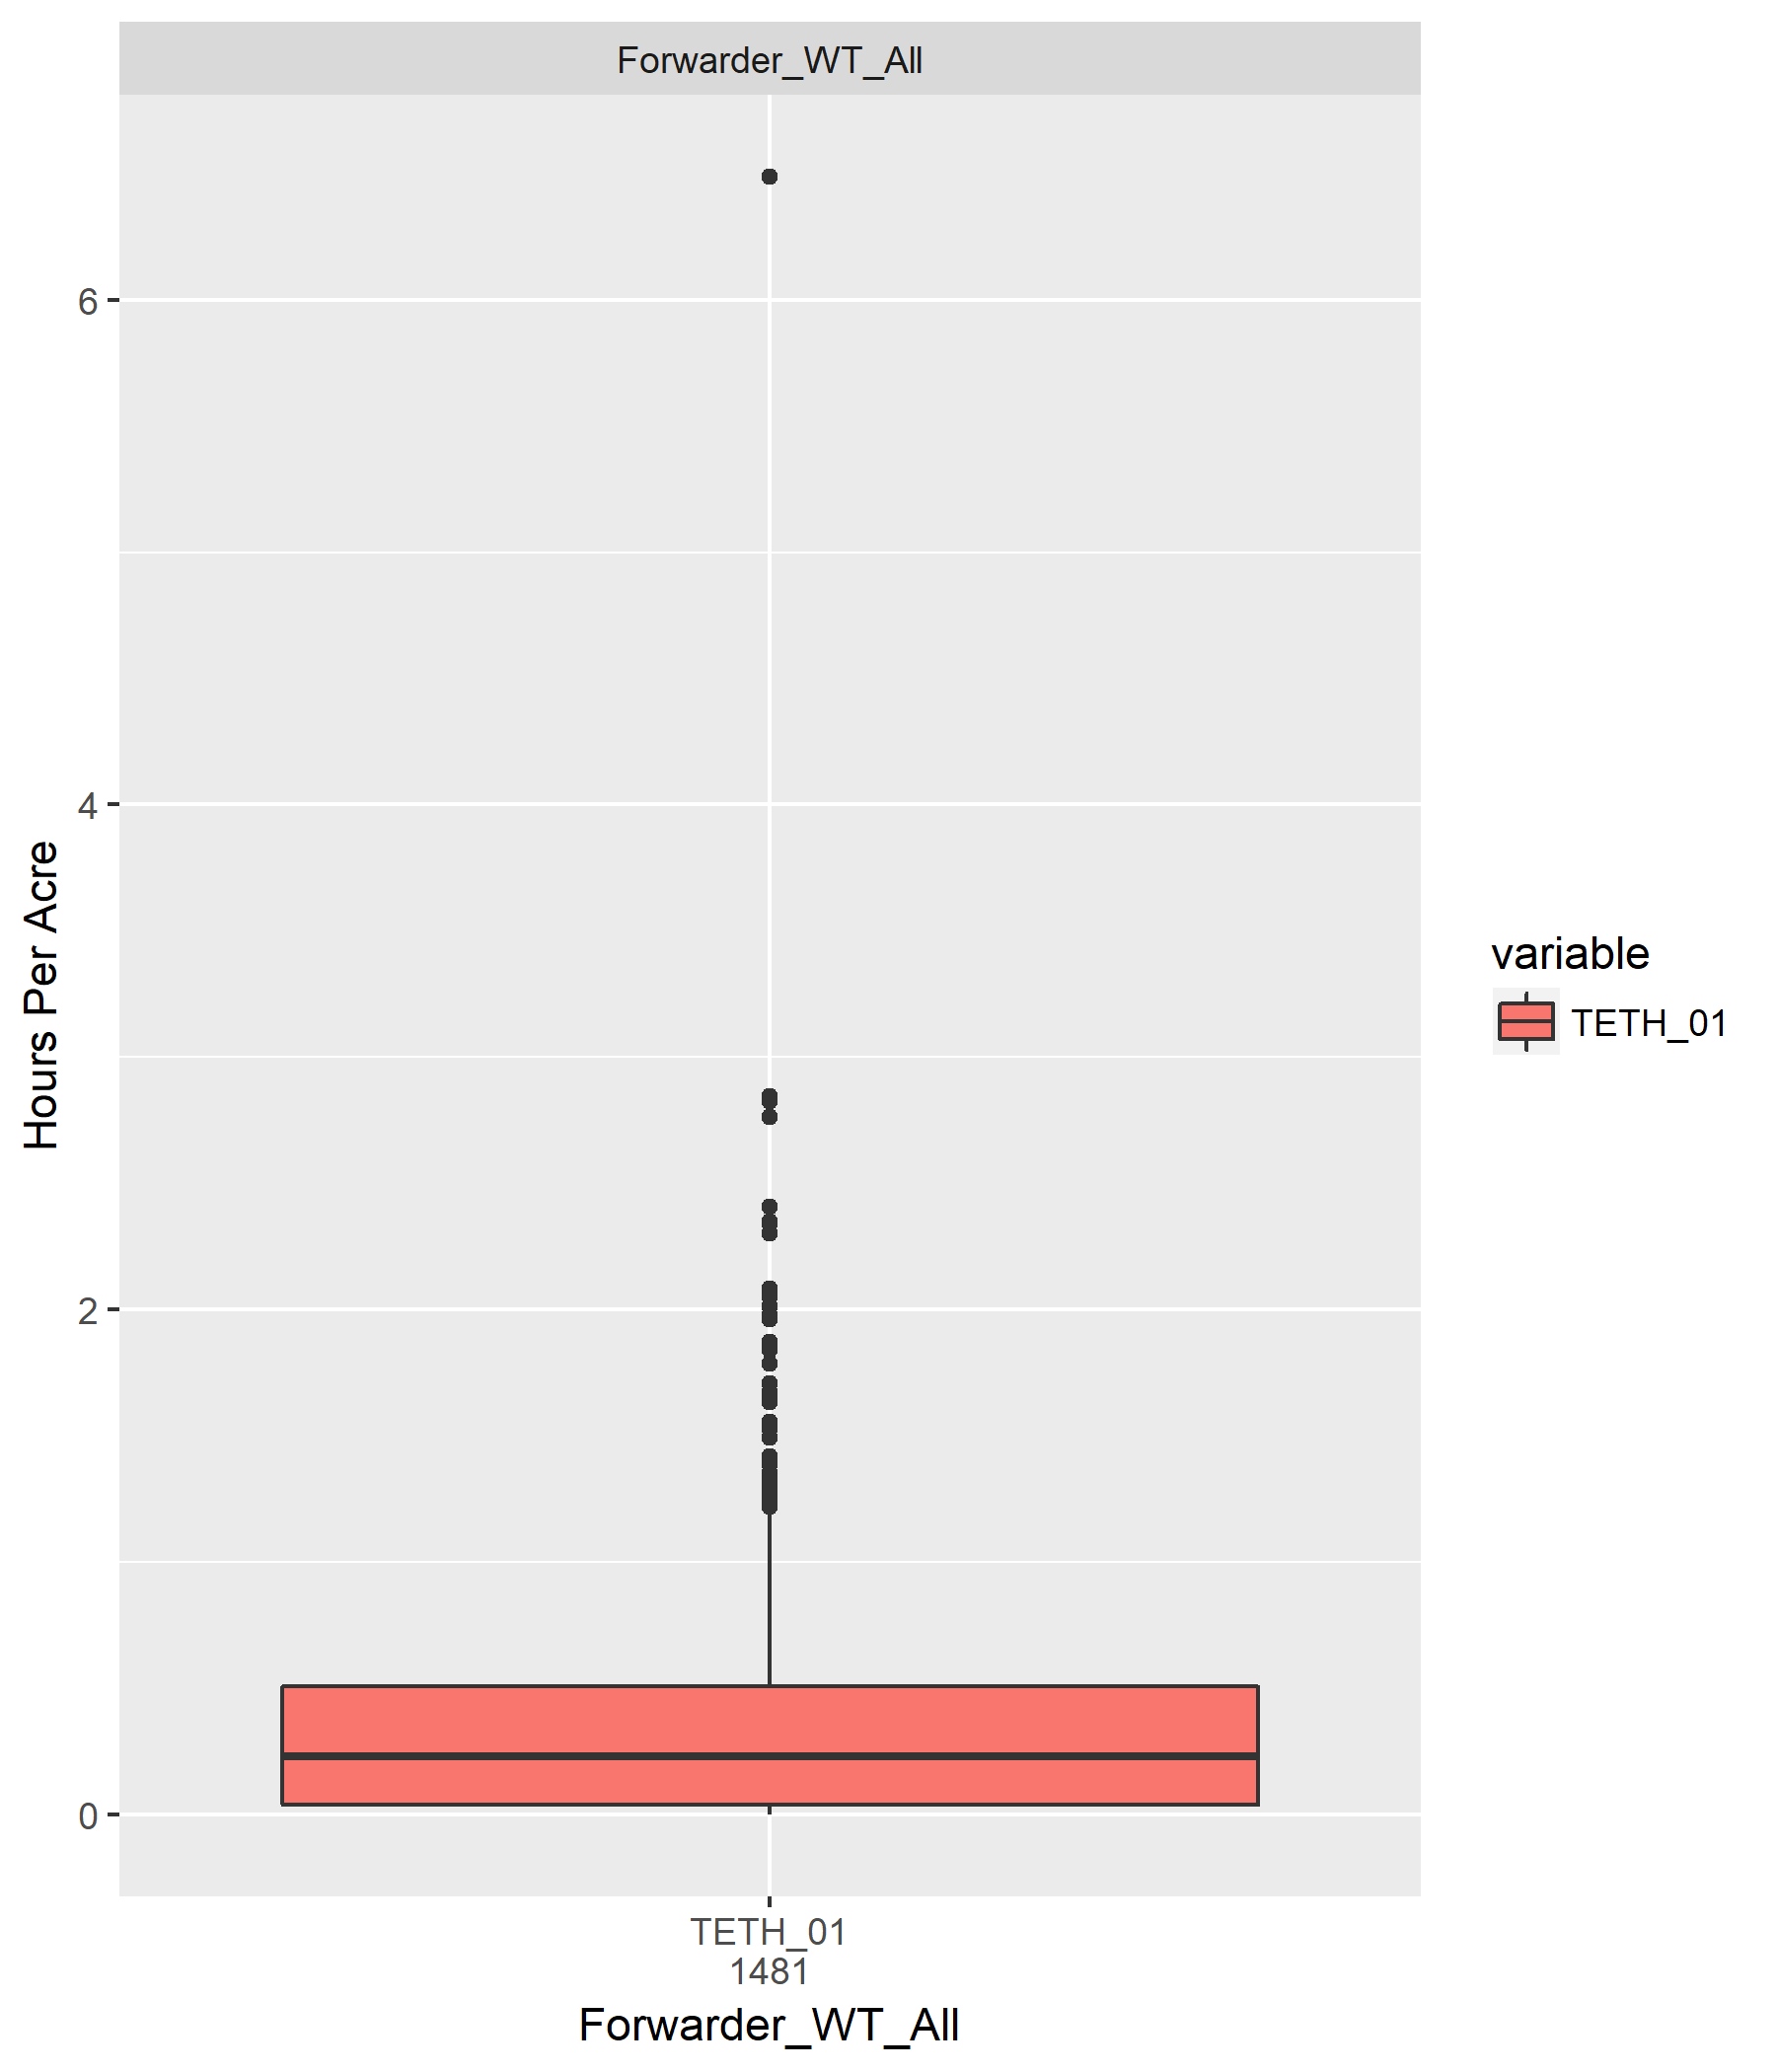 Forwarder_WT_All
6
4
2
0
Hours Per Acre
TETH_01
1481
Forwarder_WT_All
variable
TETH_01